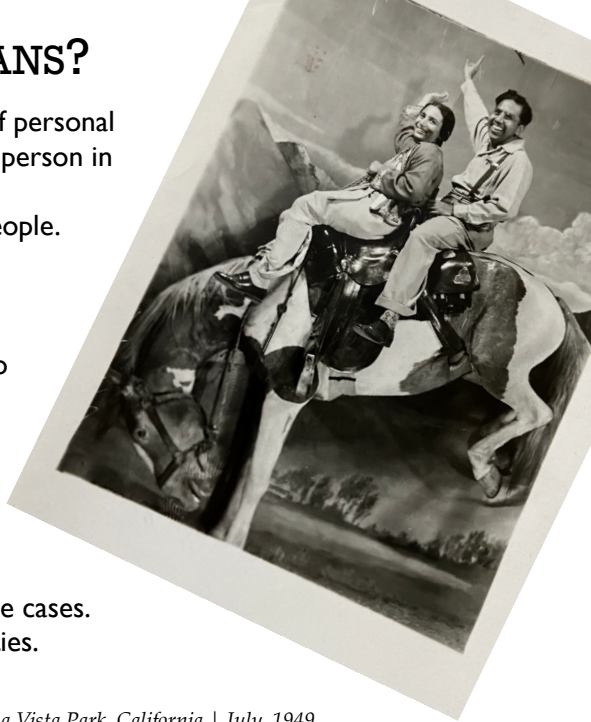 ANS?
f personal
person in
eople.
o
e cases.
ies.
a Vista Park, California | July, 1949